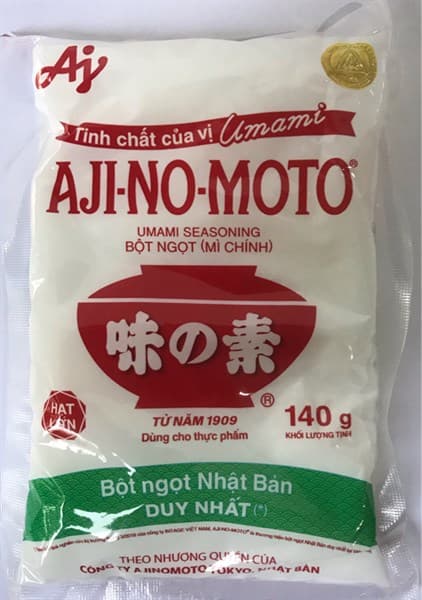 Aj
Tinh chất của vị Umami
AJI-NO-MOTO®
UMAMI SEASONING
BỘT NGỌT (MÌ CHÍNH)
味の素
®
HẠT
LỚN
TỪ NĂM 1909
Dùng cho thực phẩm
140 g
KHỐI LƯỢNG TỊNH
Bột ngọt Nhật Bản
DUY NHẤT (*)
THEO NHƯỢNG QUYỀN CỦA
CÔNG TY AJINOMOTO, TOKYO, NHẬT BẢN